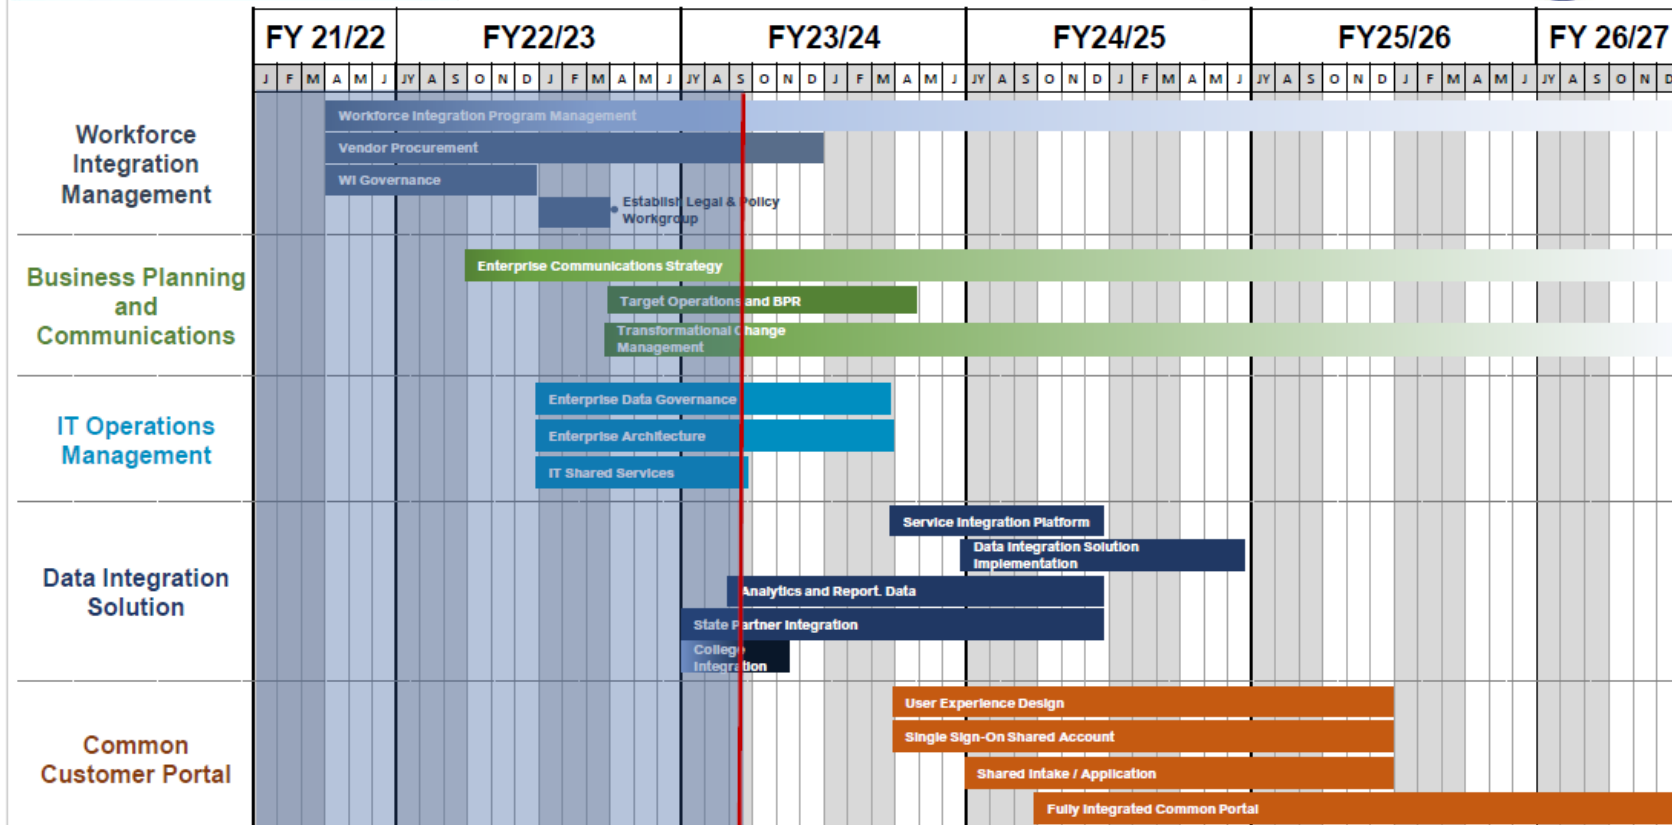 FY 21/22 FY22/23 FY23/24 FY24/25 FY25/26 FY 26/27
J F M A M J JY A S O N D J F M A M J JY A S O N D J F M A M J JY A S O N D J F M A M J JY A S O N D J F M A M J JY A S O N D
Workforce
Integration
Management
Workforce Integration Program Management
Vendor Procurement
WI Governance
Establish Legal & Policy
Workgroup
Business Planning
and
Communications
Enterprise Communications Strategy
Target Operations and BPR
Transformational Change
Management
IT Operations
Management
Enterprise Data Governance
Enterprise Architecture
IT Shared Services
Data Integration
Solution
Service Integration Platform
Data Integration Solution
Implementation
Analytics and Report. Data
State Partner Integration
College
Integration
Common
Customer Portal
User Experience Design
Single Sign-On Shared Account
Shared Intake / Application
Fully Integrated Common Portal